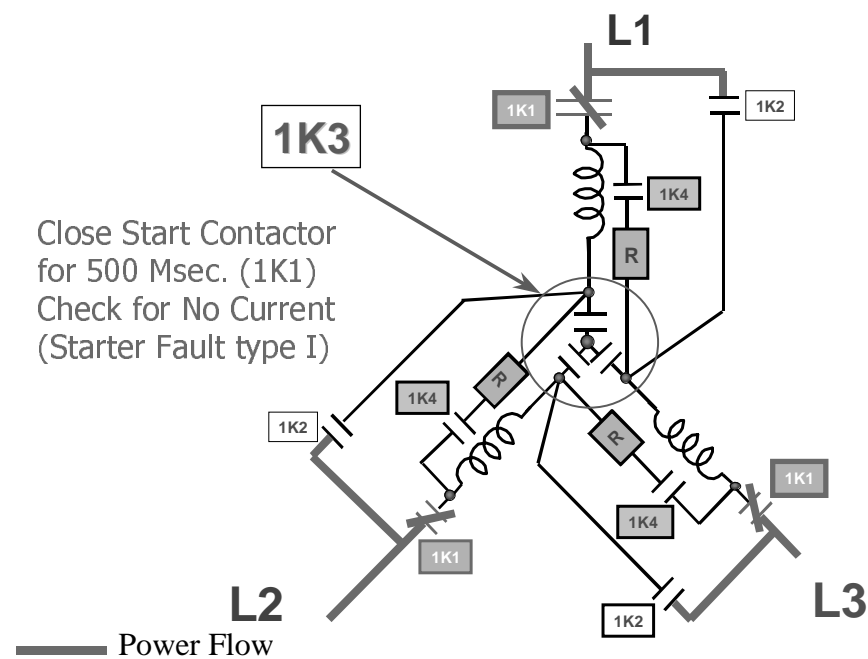 L1
1K1
1K2
1K3
1K4
R
Close Start Contactor
for 500 Msec. (1K1)
Check for No Current
(Starter Fault type I)
R
1K4
1K2
R
1K1
1K4
1K1
L2
L3
1K2
Power Flow